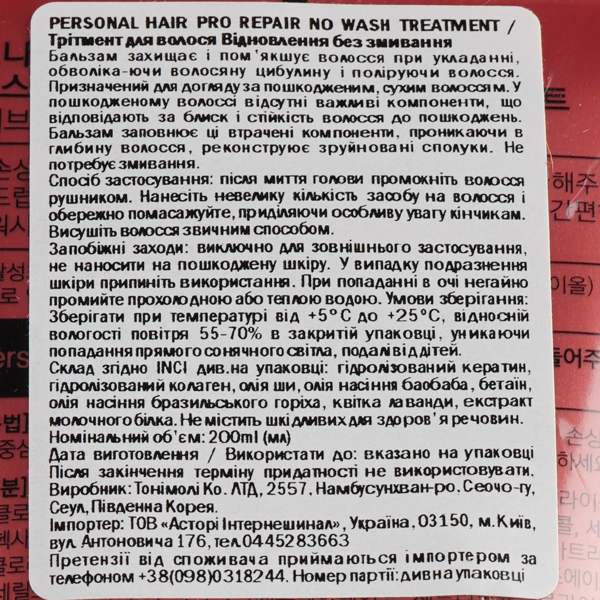 PERSONAL HAIR PRO REPAIR NO WASH TREATMENT /
Трітмент для волося Відновлення без змивання
Бальзам захищає і пом'якшує волосся при укладанні,
обволіка-ючи волосяну цибулину і поліруючи волосся.
Призначений для догляду за пошкодженим, сухим волоссям. У
пошкодженому волоссі відсутні важливі компоненти, що
відповідають за блиск і стійкість волосся до пошкоджень.
Бальзам заповнює ці втрачені компоненти, проникаючи в
глибину волосся, реконструює зруйновані сполуки. Не
потребує змивання.
Спосіб застосування: після миття голови промокніть волосся
рушником. Нанесіть невелику кількість засобу на волосся і
обережно помасажуйте, приділяючи особливу увагу кінчикам.
Висушіть волосся звичним способом.
Запобіжні заходи: виключно для зовнішнього застосування,
не наносити на пошкоджену шкіру. У випадку подразнення
шкіри припиніть використання. При попаданні в очі негайно
промийте прохолодною або теплою водою. Умови зберігання:
Зберігати при температурі від +5°C до +25°C, відносній
вологості повітря 55-70% в закритій упаковці, уникаючи
попадання прямого сонячного світла, подалі від дітей.
Склад згідно INCI див.на упаковці: гідролізований кератин,
гідролізований колаген, олія ши, олія насіння баобаба, бетаїн,
олія насіння бразильського горіха, квітка лаванди, екстракт
молочного білка. Не містить шкідливих для здоров'я речовин.
Номінальний об'єм: 200ml (мл)
Дата виготовлення / Використати до: вказано на упаковці
Після закінчення терміну придатності не використовувати.
Виробник: Тонімолі Ко. ЛТД, 2557, Намбусунхван-ро. Сеочо-гу,
Сеул, Південна Корея.
Імпортер: ТОВ «Асторі Інтернешинал», Україна, 03150, м. Київ,
вул. Антоновича 176, тел.0445283663
Претензії від споживача приймаються імпортером за
телефоном +38(098)0318244. Номер партії: див на упаковці